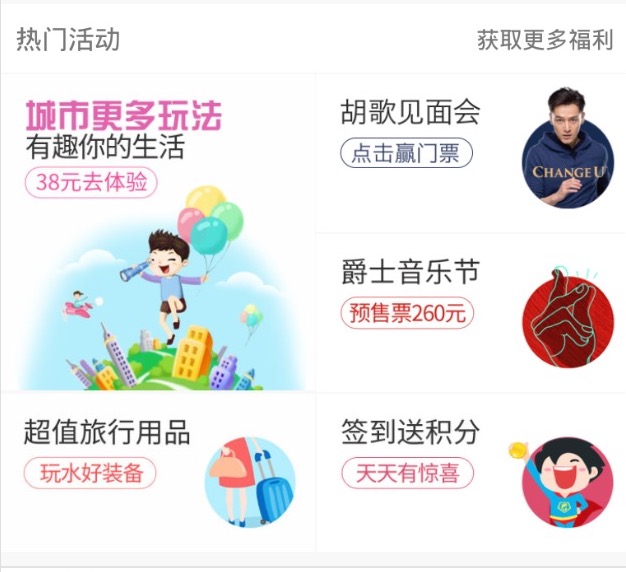 热门活动
获取更多福利
城市更多玩法
有趣你的生活
38元去体验
胡歌见面会
点击赢门票
CHANGE U
爵士音乐节
预售票260元
超值旅行用品
玩水好装备
签到送积分
天天有惊喜